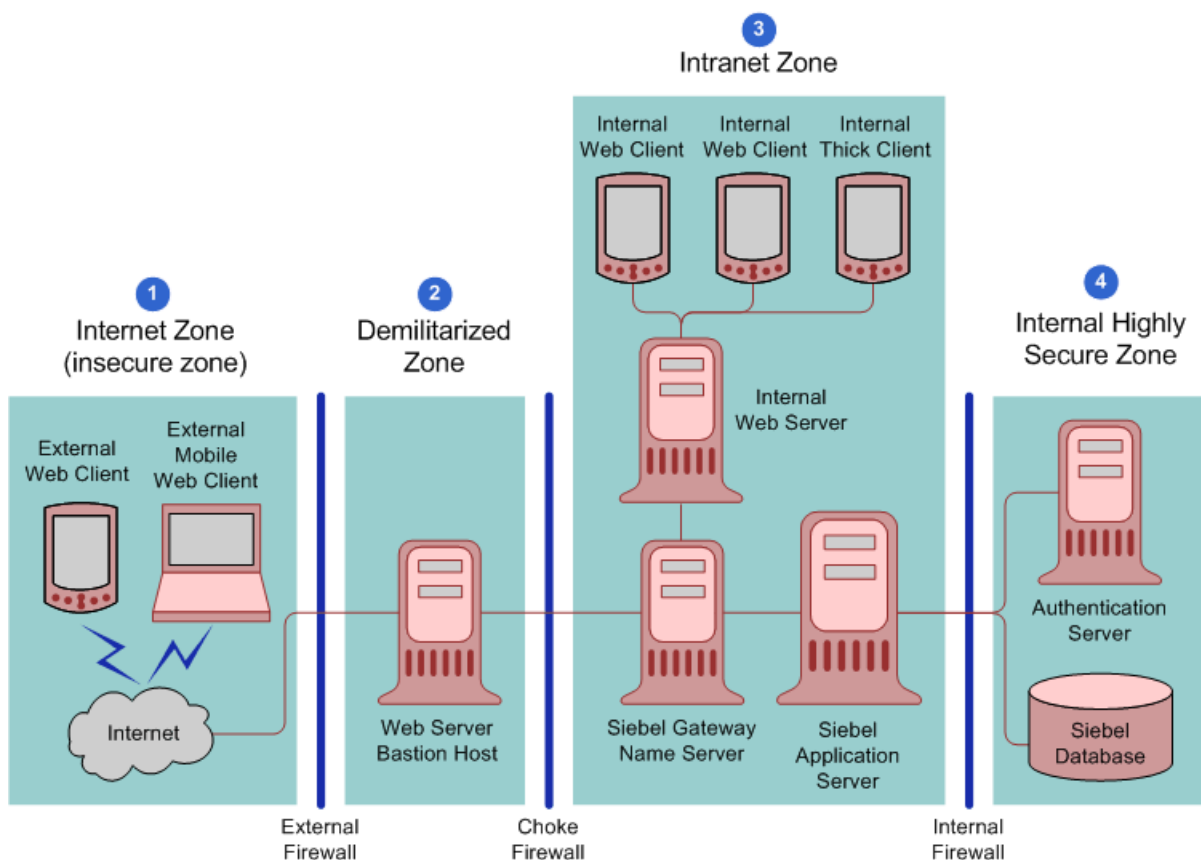 3
Intranet Zone
Internal
Web Client
Internal
Web Client
Internal
Thick Client
1
Internet Zone
(insecure zone)
2
Demilitarized
Zone
4
Internal Highly
Secure Zone
External
Web Client
External
Mobile
Web Client
Internal
Web Server
Internet
Web Server
Bastion Host
Siebel Gateway
Name Server
Siebel
Application
Server
Authentication
Server
Siebel
Database
External
Firewall
Choke
Firewall
Internal
Firewall